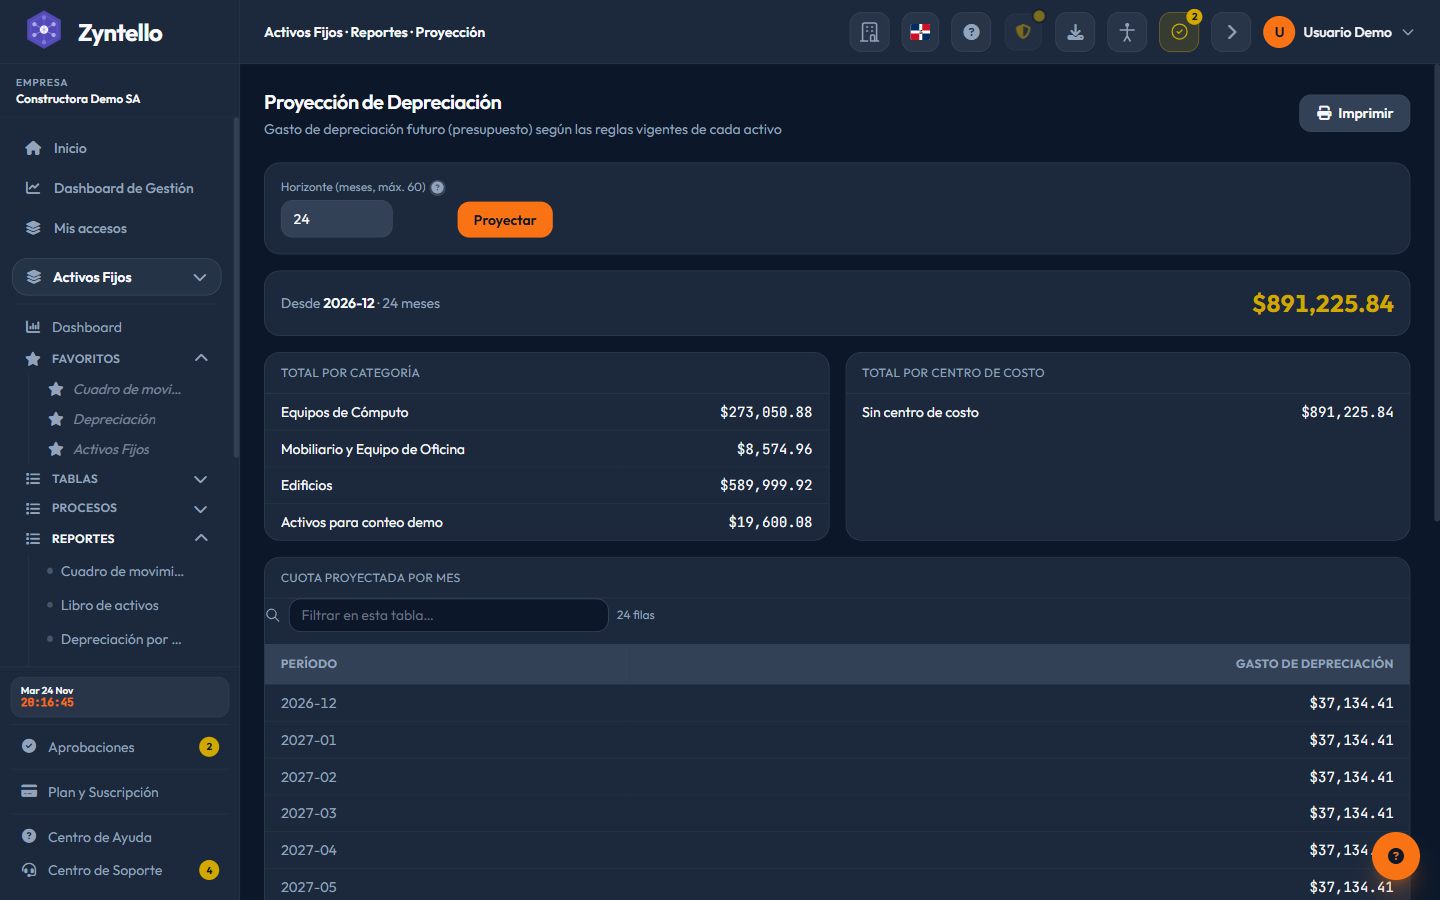 Zyntello
Activos Fijos · Reportes · Proyección
2
U
Usuario Demo
EMPRESA
Constructora Demo SA
Inicio
Dashboard de Gestión
Mis accesos
Activos Fijos
Dashboard
FAVORITOS
Cuadro de movi...
Depreciación
Activos Fijos
TABLAS
PROCESOS
REPORTES
Cuadro de movimi...
Libro de activos
Depreciación por ...
Mar 24 Nov
20:16:45
Aprobaciones
2
Plan y Suscripción
Centro de Ayuda
Centro de Soporte
4
Proyección de Depreciación
Gasto de depreciación futuro (presupuesto) según las reglas vigentes de cada activo
Imprimir
Horizonte (meses, máx. 60)
24
Proyectar
Desde 2026-12 · 24 meses
$891,225.84
TOTAL POR CATEGORÍA
Equipos de Cómputo $273,050.88
Mobiliario y Equipo de Oficina $8,574.96
Edificios $589,999.92
Activos para conteo demo $19,600.08
TOTAL POR CENTRO DE COSTO
Sin centro de costo $891,225.84
CUOTA PROYECTADA POR MES
Filtrar en esta tabla...
24 filas
PERÍODO GASTO DE DEPRECIACIÓN
2026-12 $37,134.41
2027-01 $37,134.41
2027-02 $37,134.41
2027-03 $37,134.41
2027-04 $37,134.
2027-05 $37,134.41